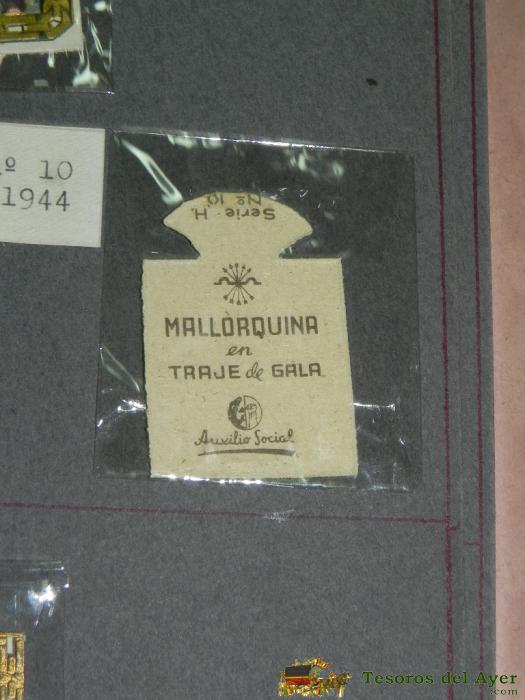 º 10
1944
Serie H.
Nº 10
MALLORQUINA
en
TRAJE de GALA
Auxilio Social
Tesoros del Ayer
.com